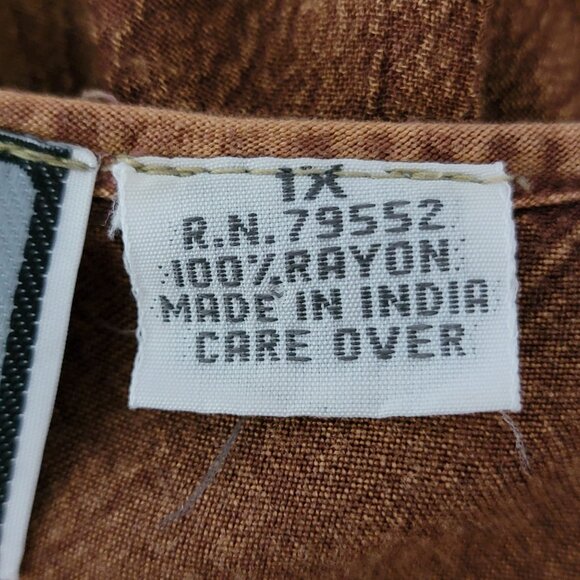 1X
R.N. 79552
100% RAYON
MADE IN INDIA
CARE OVER